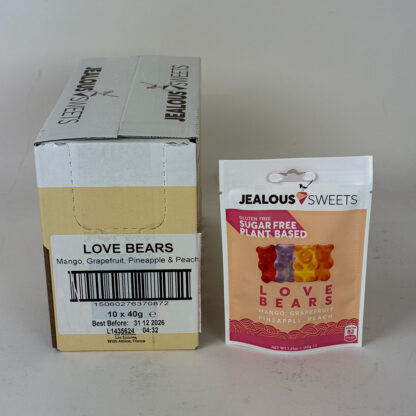 JEALOUS SWEETS
JEALOUS SWEETS
LOVE BEARS
Mango, Grapefruit, Pineapple & Peach
15060276370872
10 x 40g e
Best Before: 31 12 2026
L1435624 04:32
JEALOUS SWEETS
GLUTEN FREE
SUGAR FREE
PLANT BASED
LOVE
BEARS
MANGO, GRAPEFRUIT
PINEAPPLE, PEACH